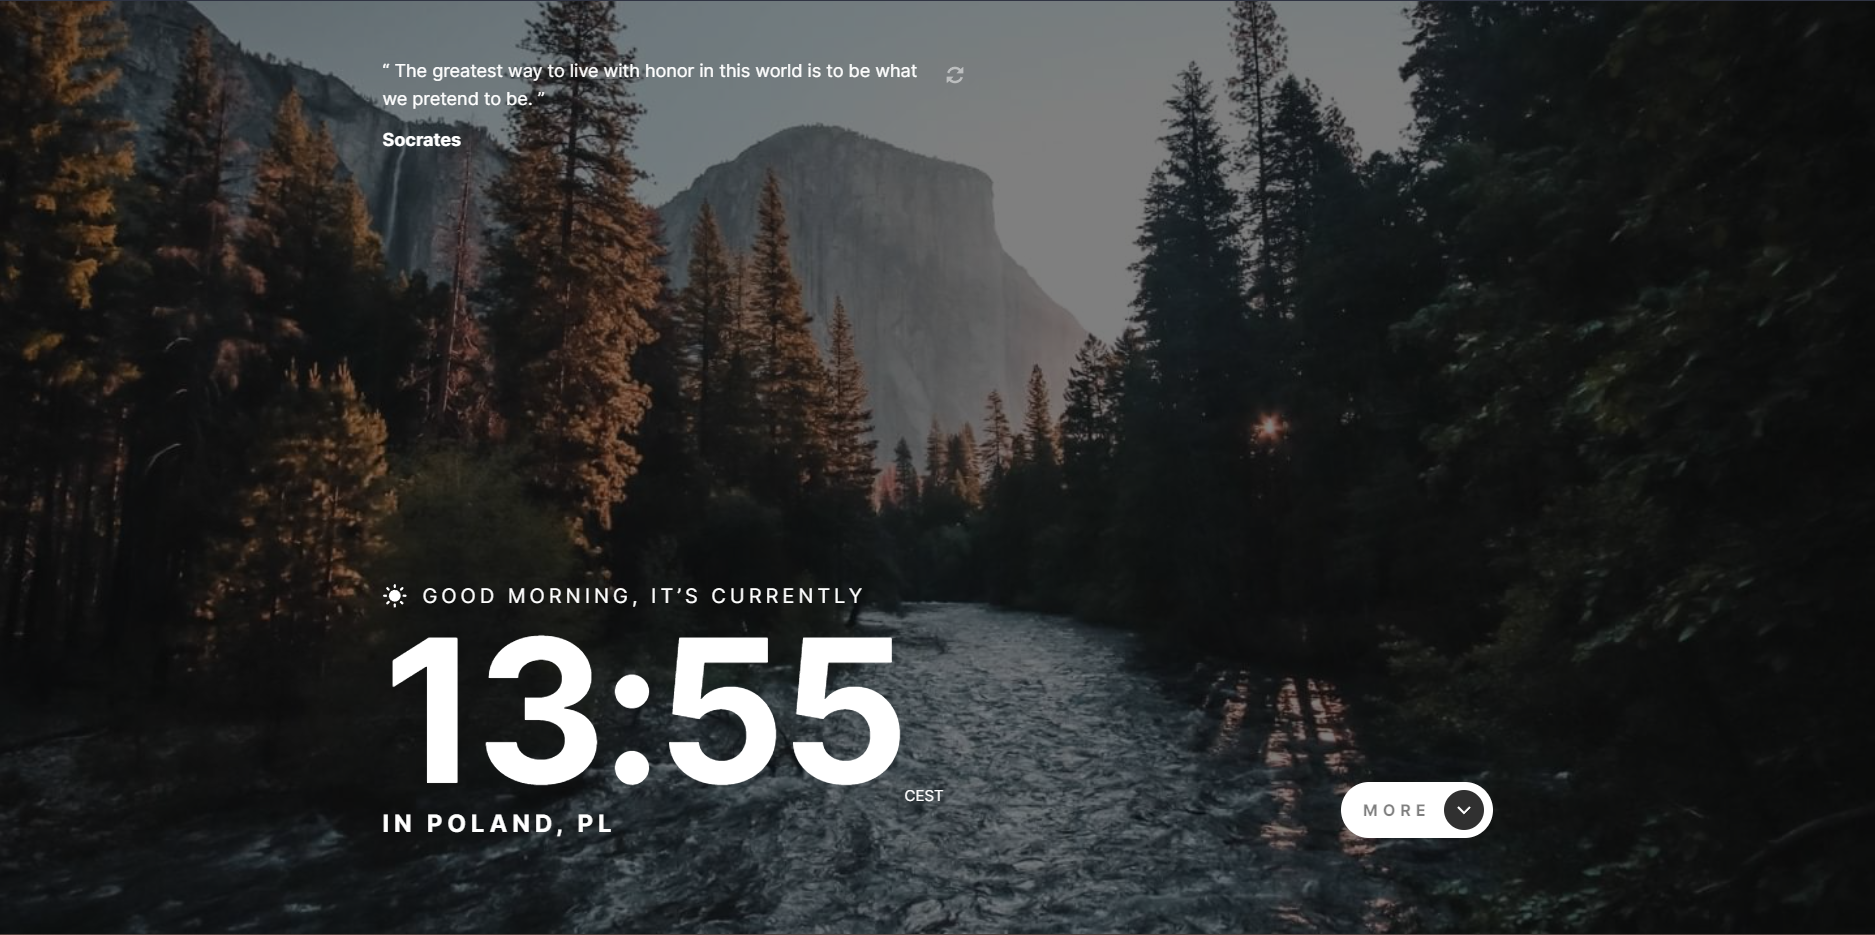 “ The greatest way to live with honor in this world is to be what
we pretend to be. ”
Socrates
GOOD MORNING, IT’S CURRENTLY
13:55 CEST
IN POLAND, PL
MORE